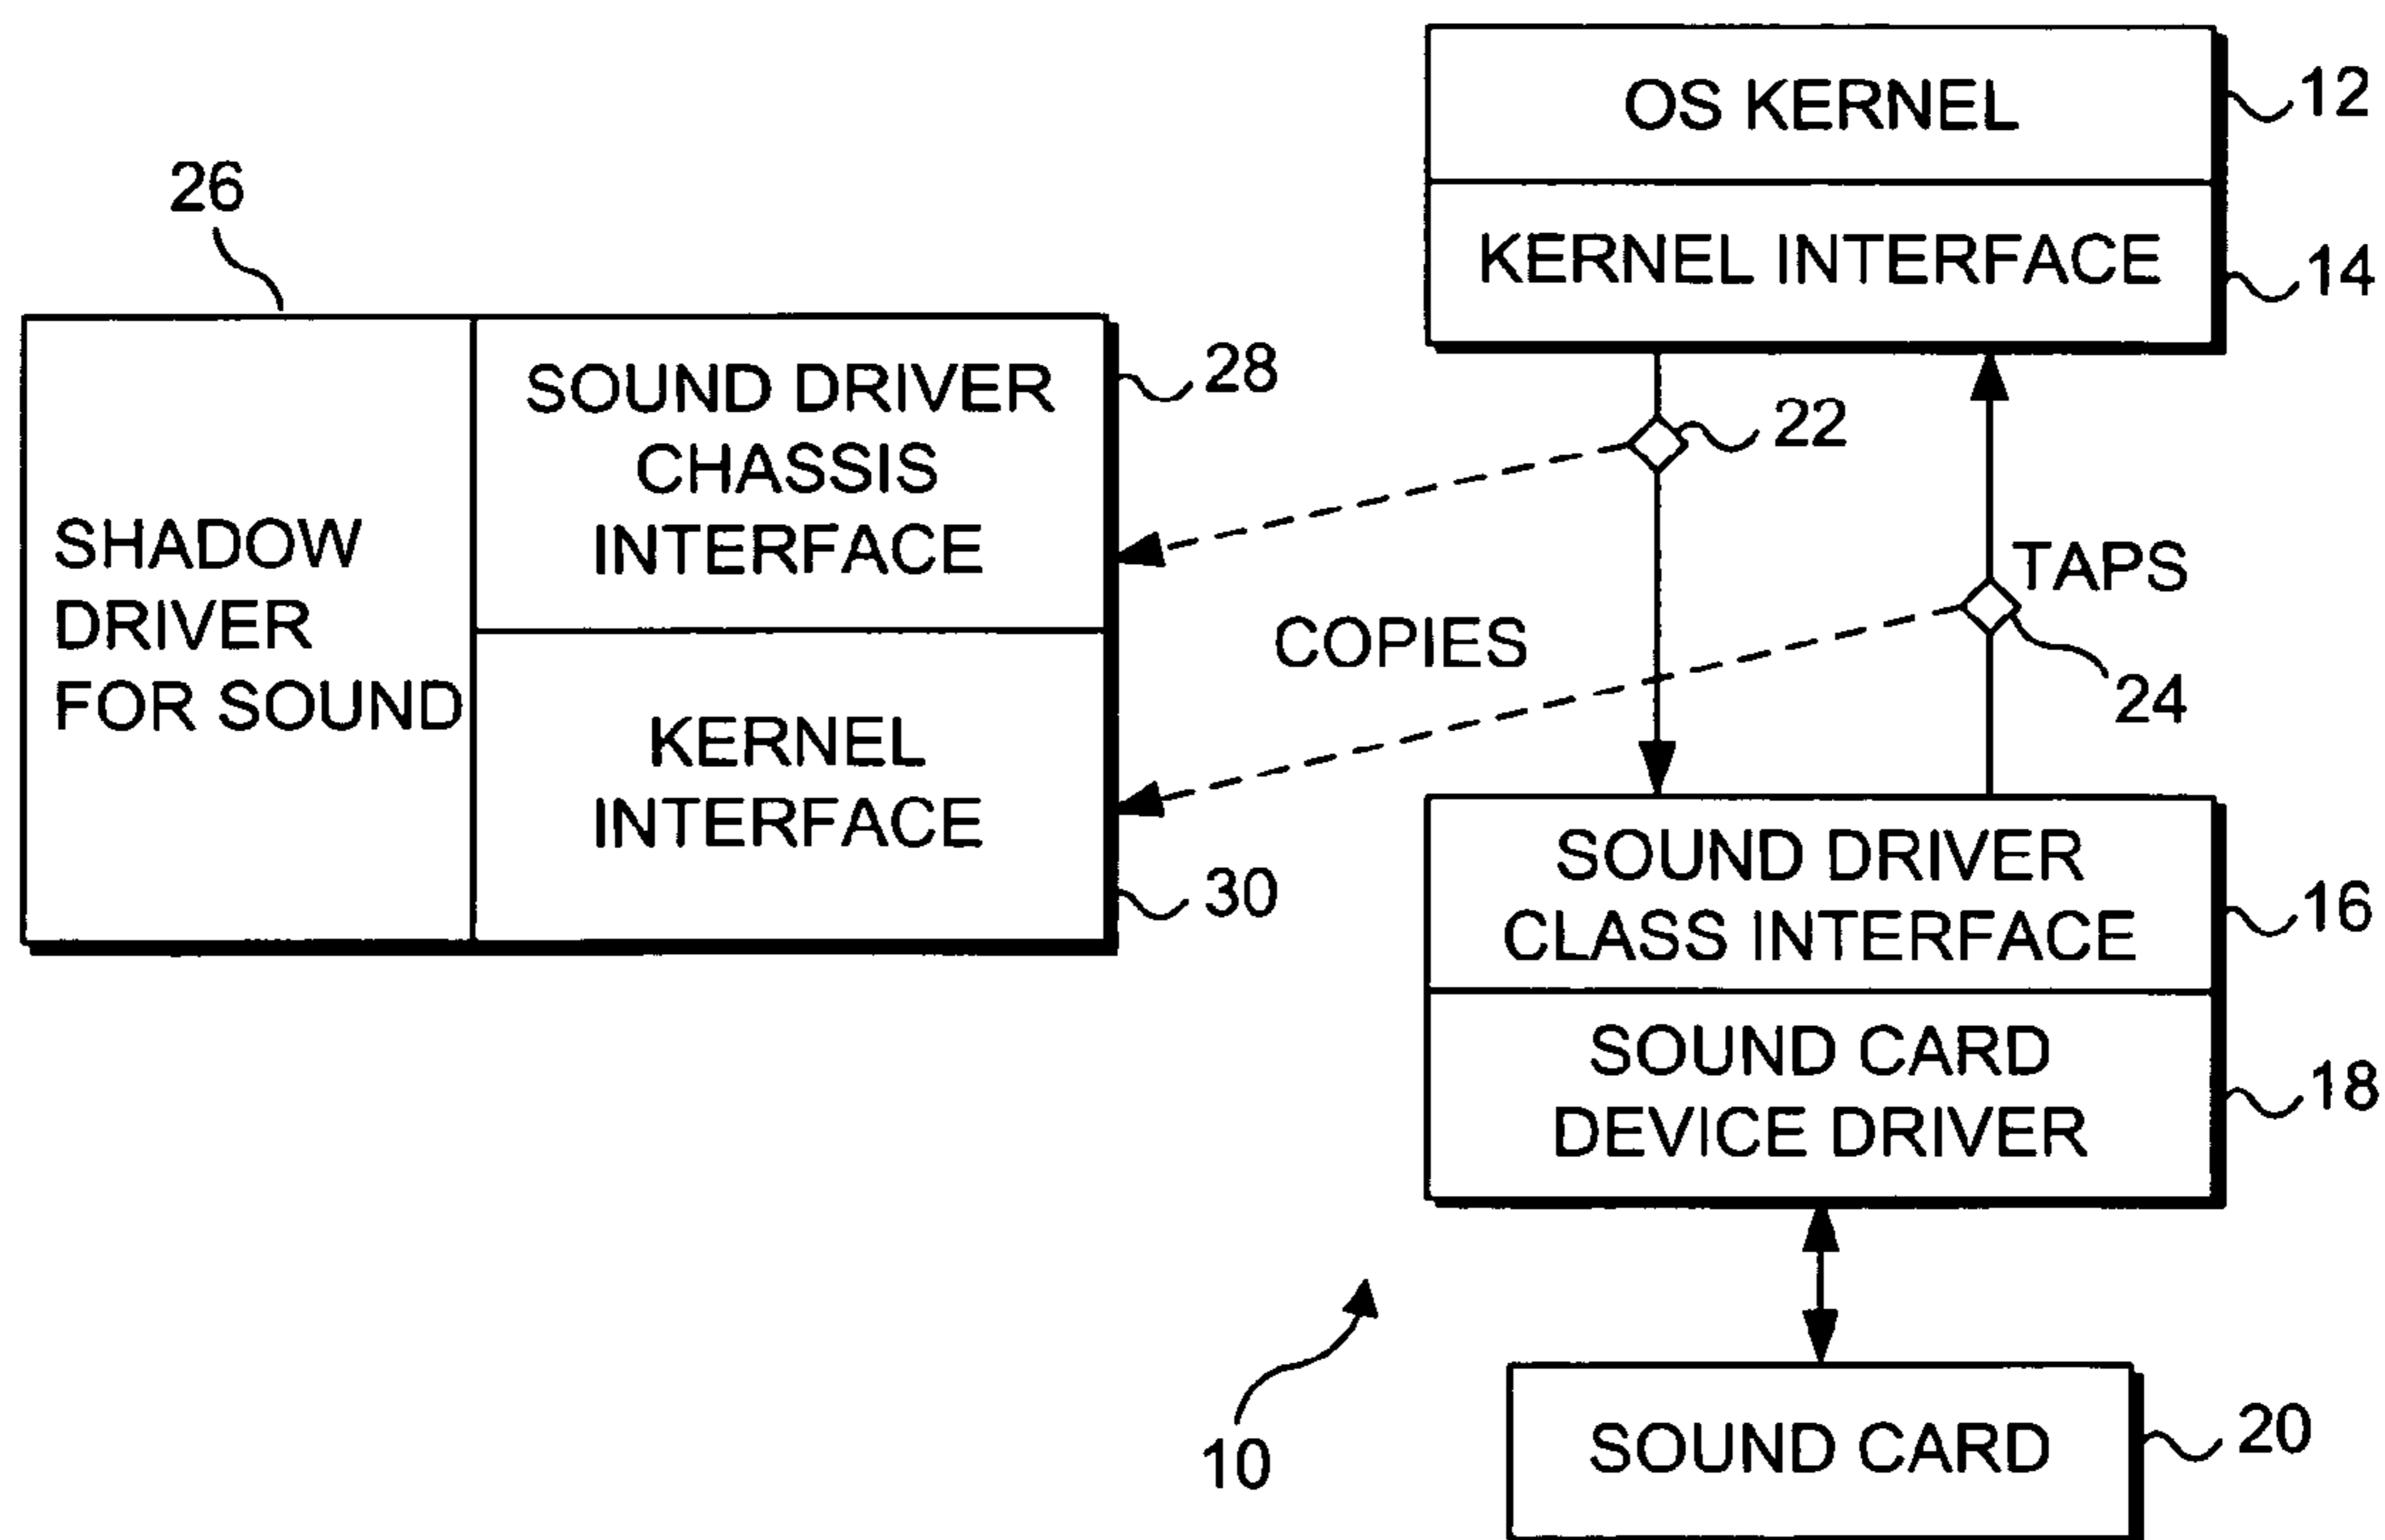 OS KERNEL
12
KERNEL INTERFACE
14
26
SHADOW
DRIVER
FOR SOUND
SOUND DRIVER
CHASSIS
INTERFACE
28
KERNEL
INTERFACE
30
22
TAPS
COPIES
24
SOUND DRIVER
CLASS INTERFACE
16
SOUND CARD
DEVICE DRIVER
18
10
SOUND CARD
20